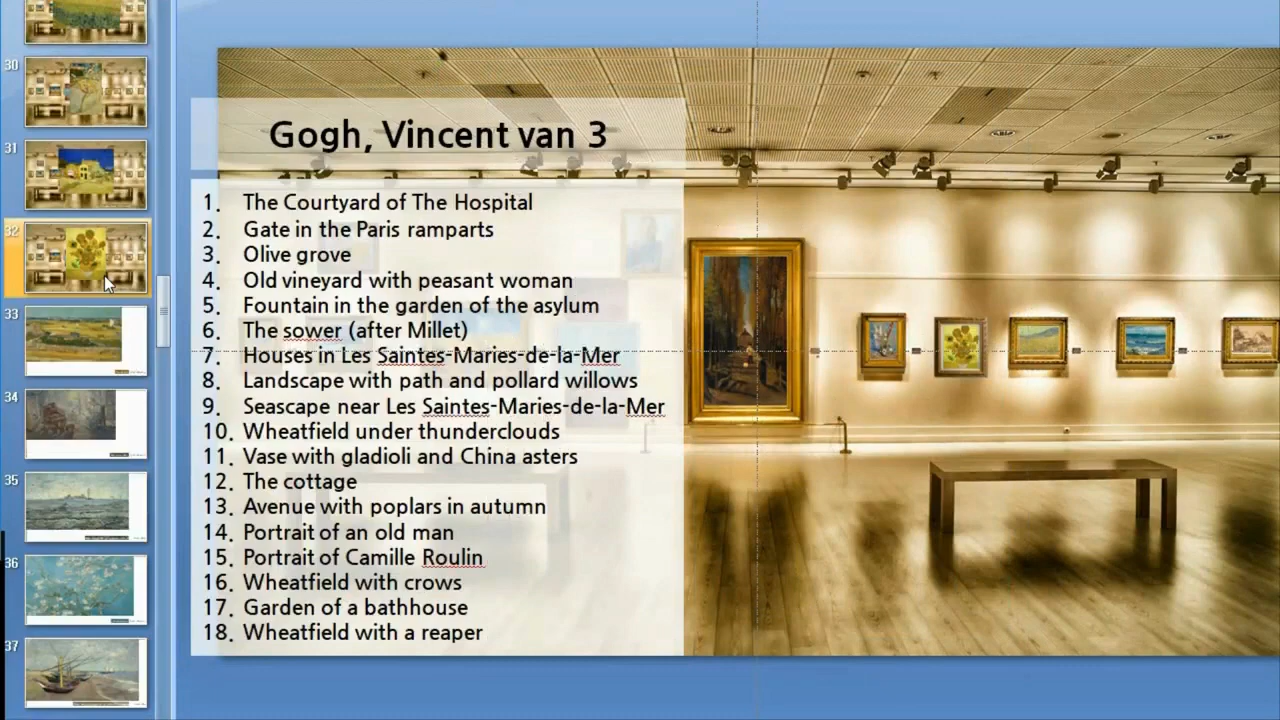 30
31
32
33
34
35
36
37
Gogh, Vincent van 3
1. The Courtyard of The Hospital
2. Gate in the Paris ramparts
3. Olive grove
4. Old vineyard with peasant woman
5. Fountain in the garden of the asylum
6. The sower (after Millet)
7. Houses in Les Saintes-Maries-de-la-Mer
8. Landscape with path and pollard willows
9. Seascape near Les Saintes-Maries-de-la-Mer
10. Wheatfield under thunderclouds
11. Vase with gladioli and China asters
12. The cottage
13. Avenue with poplars in autumn
14. Portrait of an old man
15. Portrait of Camille Roulin
16. Wheatfield with crows
17. Garden of a bathhouse
18. Wheatfield with a reaper